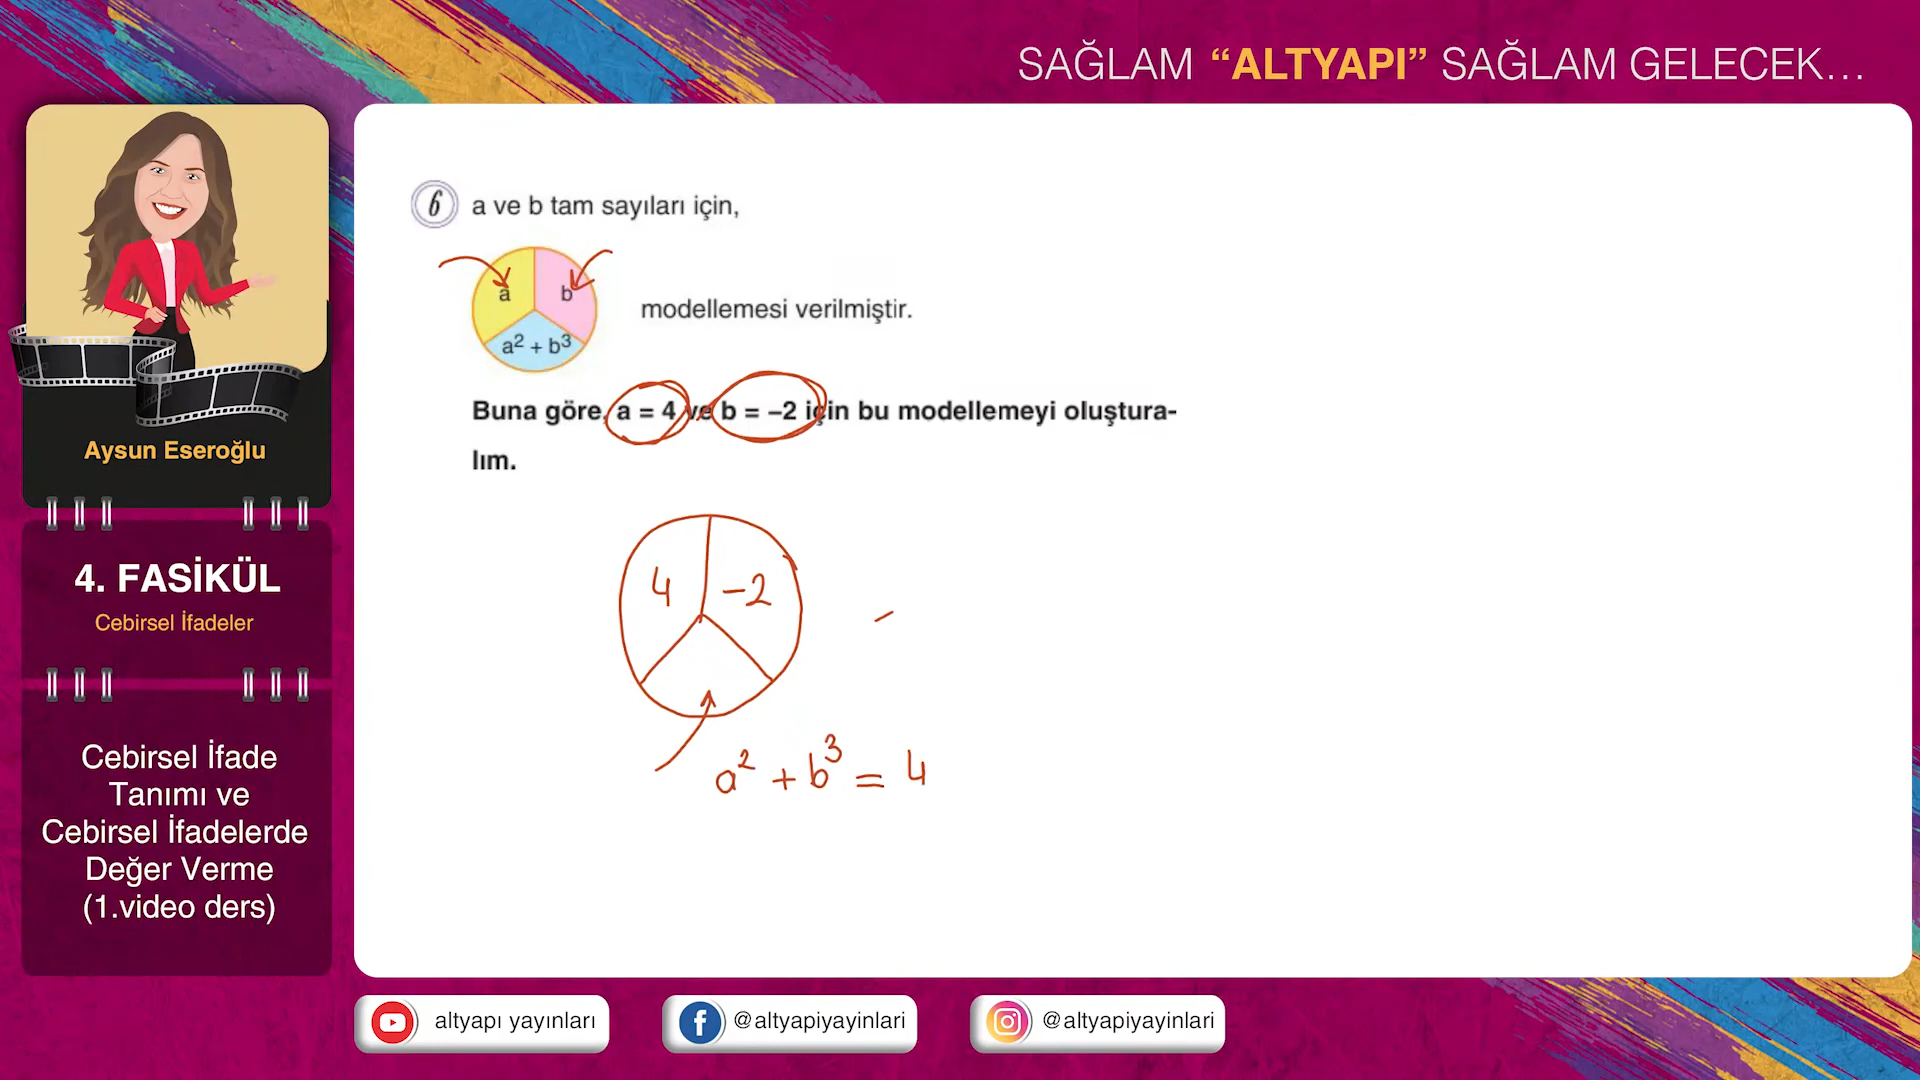 SAĞLAM “ALTYAPI” SAĞLAM GELECEK...
Aysun Eseroğlu
4. FASİKÜL
Cebirsel İfadeler
Cebirsel İfade
Tanımı ve
Cebirsel İfadelerde
Değer Verme
(1.video ders)
6 a ve b tam sayıları için,
a b
a² + b³
modellemesi verilmiştir.
Buna göre, a = 4 ve b = –2 için bu modellemeyi oluştura-
lım.
4 -2
a² + b³ = 4
altyapı yayınları
@altyapiyayinlari
@altyapiyayinlari